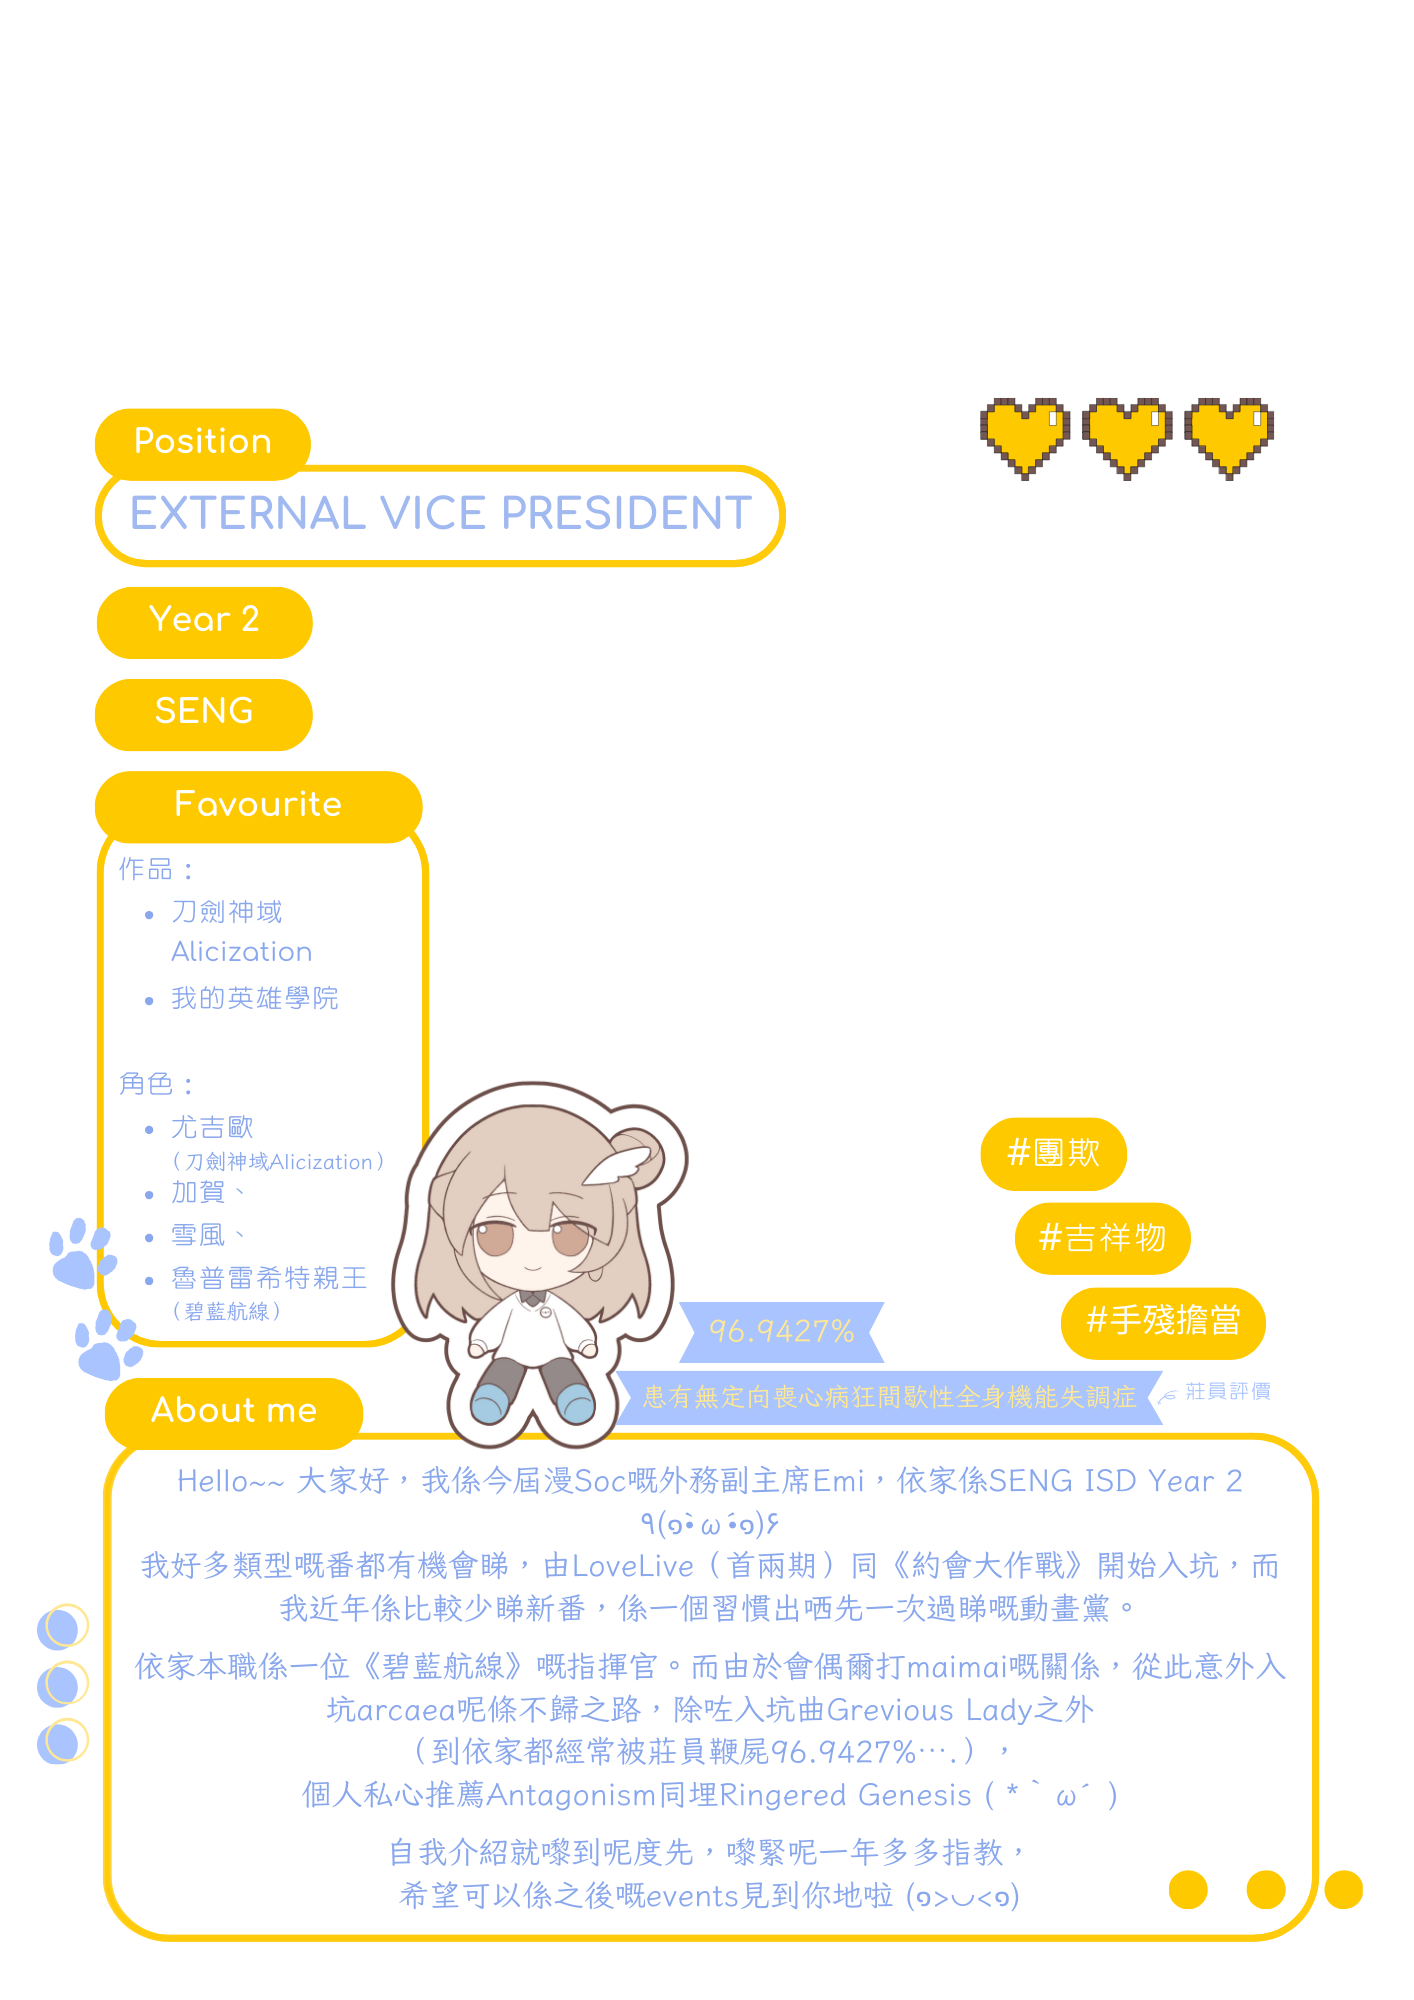 Position
EXTERNAL VICE PRESIDENT
Year 2
SENG
Favourite
作品：
• 刀劍神域
Alicization
• 我的英雄學院
角色：
• 尤吉歐
（刀劍神域Alicization）
• 加賀、
• 雪風、
• 魯普雷希特親王
（碧藍航線）
#團欺
#吉祥物
#手殘擔當
96.9427%
患有無定向喪心病狂間歇性全身機能失調症
莊員評價
About me
Hello~~ 大家好，我係今屆漫Soc嘅外務副主席Emi，依家係SENG ISD Year 2
٩(๑•̀ω•́๑)۶
我好多類型嘅番都有機會睇，由LoveLive（首兩期）同《約會大作戰》開始入坑，而
我近年係比較少睇新番，係一個習慣出哂先一次過睇嘅動畫黨。
依家本職係一位《碧藍航線》嘅指揮官。而由於會偶爾打maimai嘅關係，從此意外入
坑arcaea呢條不歸之路，除咗入坑曲Grevious Lady之外
（到依家都經常被莊員鞭屍96.9427%….），
個人私心推薦Antagonism同埋Ringered Genesis ( *｀ω´ )
自我介紹就嚟到呢度先，嚟緊呢一年多多指教，
希望可以係之後嘅events見到你地啦 (๑>◡<๑)